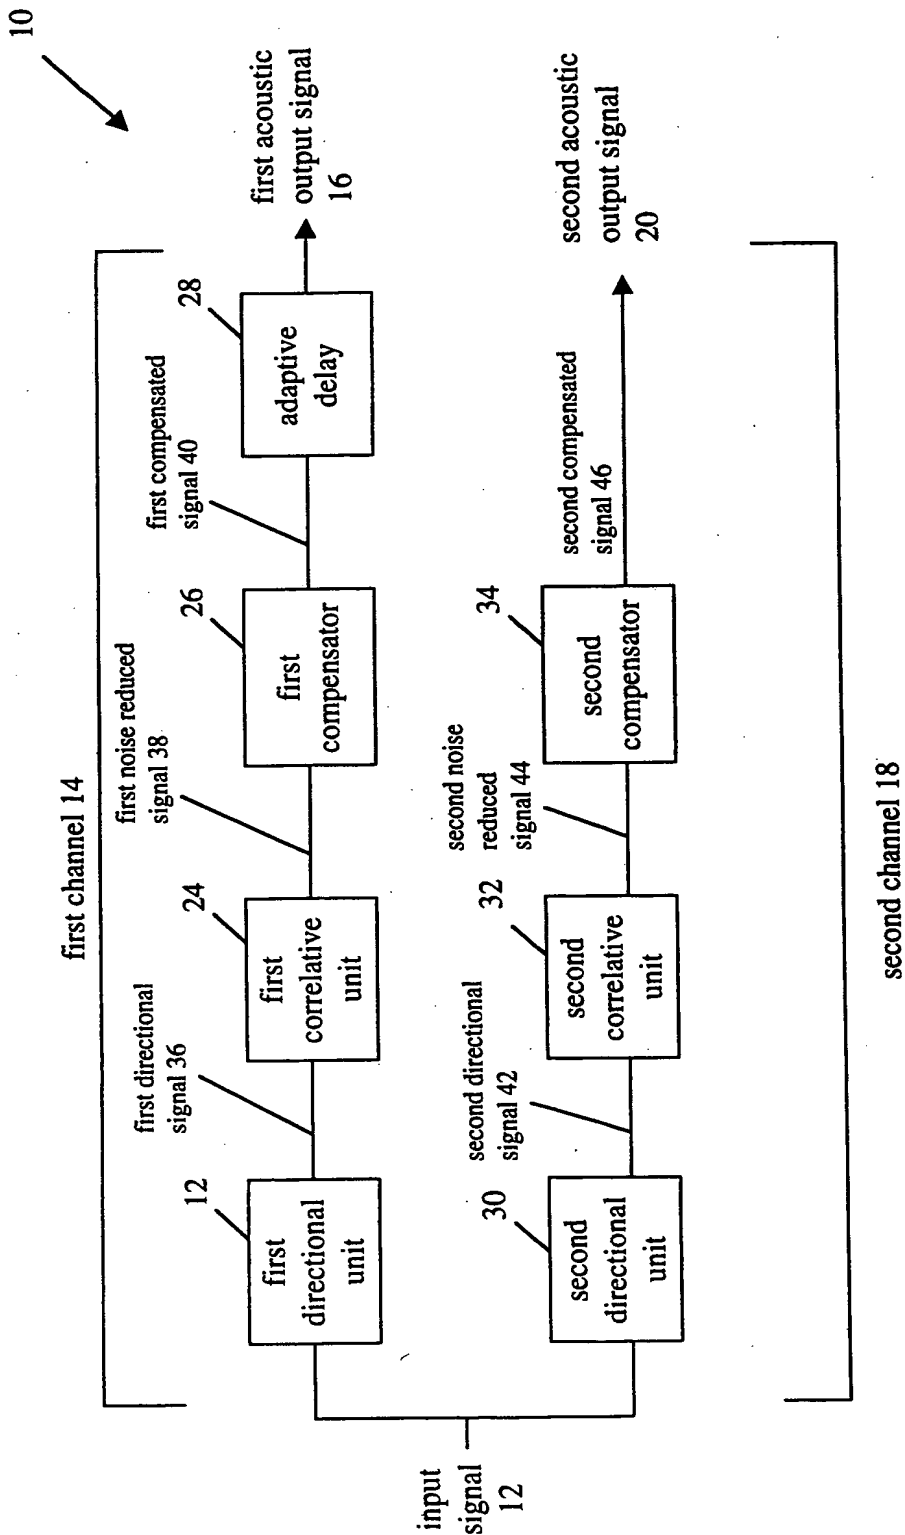 10
first channel 14
first directional
signal 36
first noise reduced
signal 38
first compensated
signal 40
12
24
26
28
first
directional
unit
first
correlative
unit
first
compensator
adaptive
delay
first acoustic
output signal
16
input
signal
12
second directional
signal 42
second noise
reduced
signal 44
second compensated
signal 46
30
32
34
second
directional
unit
second
correlative
unit
second
compensator
second acoustic
output signal
20
second channel 18